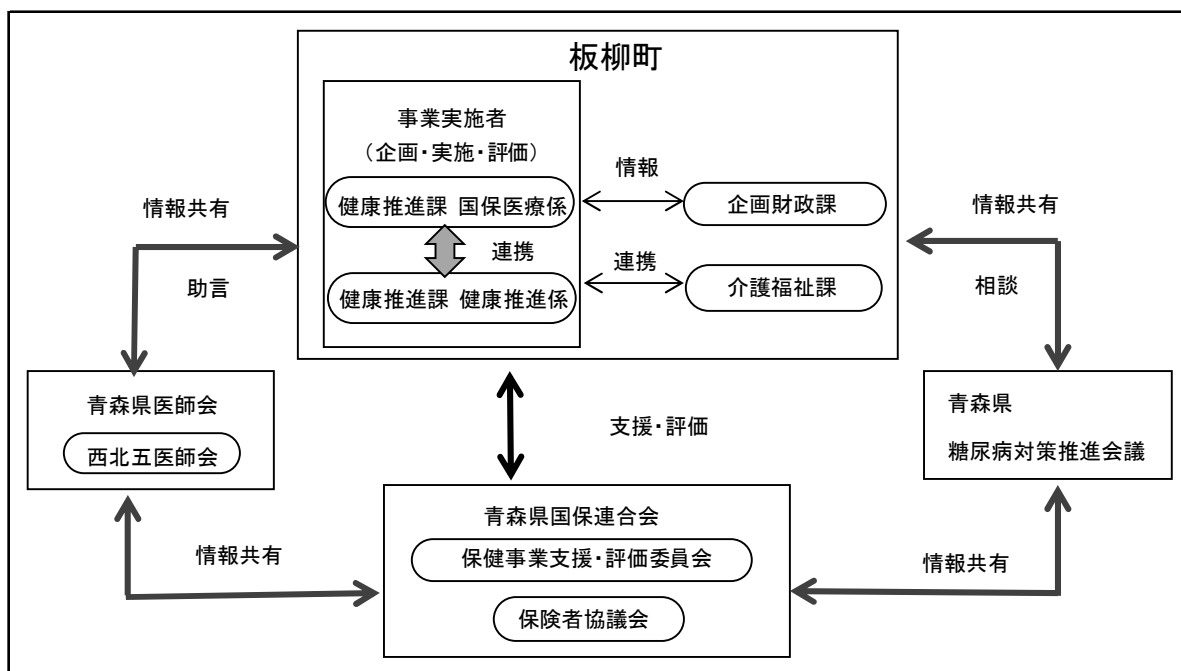 板柳町
事業実施者
（企画・実施・評価）
健康推進課 国保医療係
連携
健康推進課 健康推進係
情報
企画財政課
連携
介護福祉課
情報共有
助言
情報共有
相談
青森県医師会
西北五医師会
支援・評価
青森県
糖尿病対策推進会議
青森県国保連合会
保健事業支援・評価委員会
保険者協議会
情報共有
情報共有